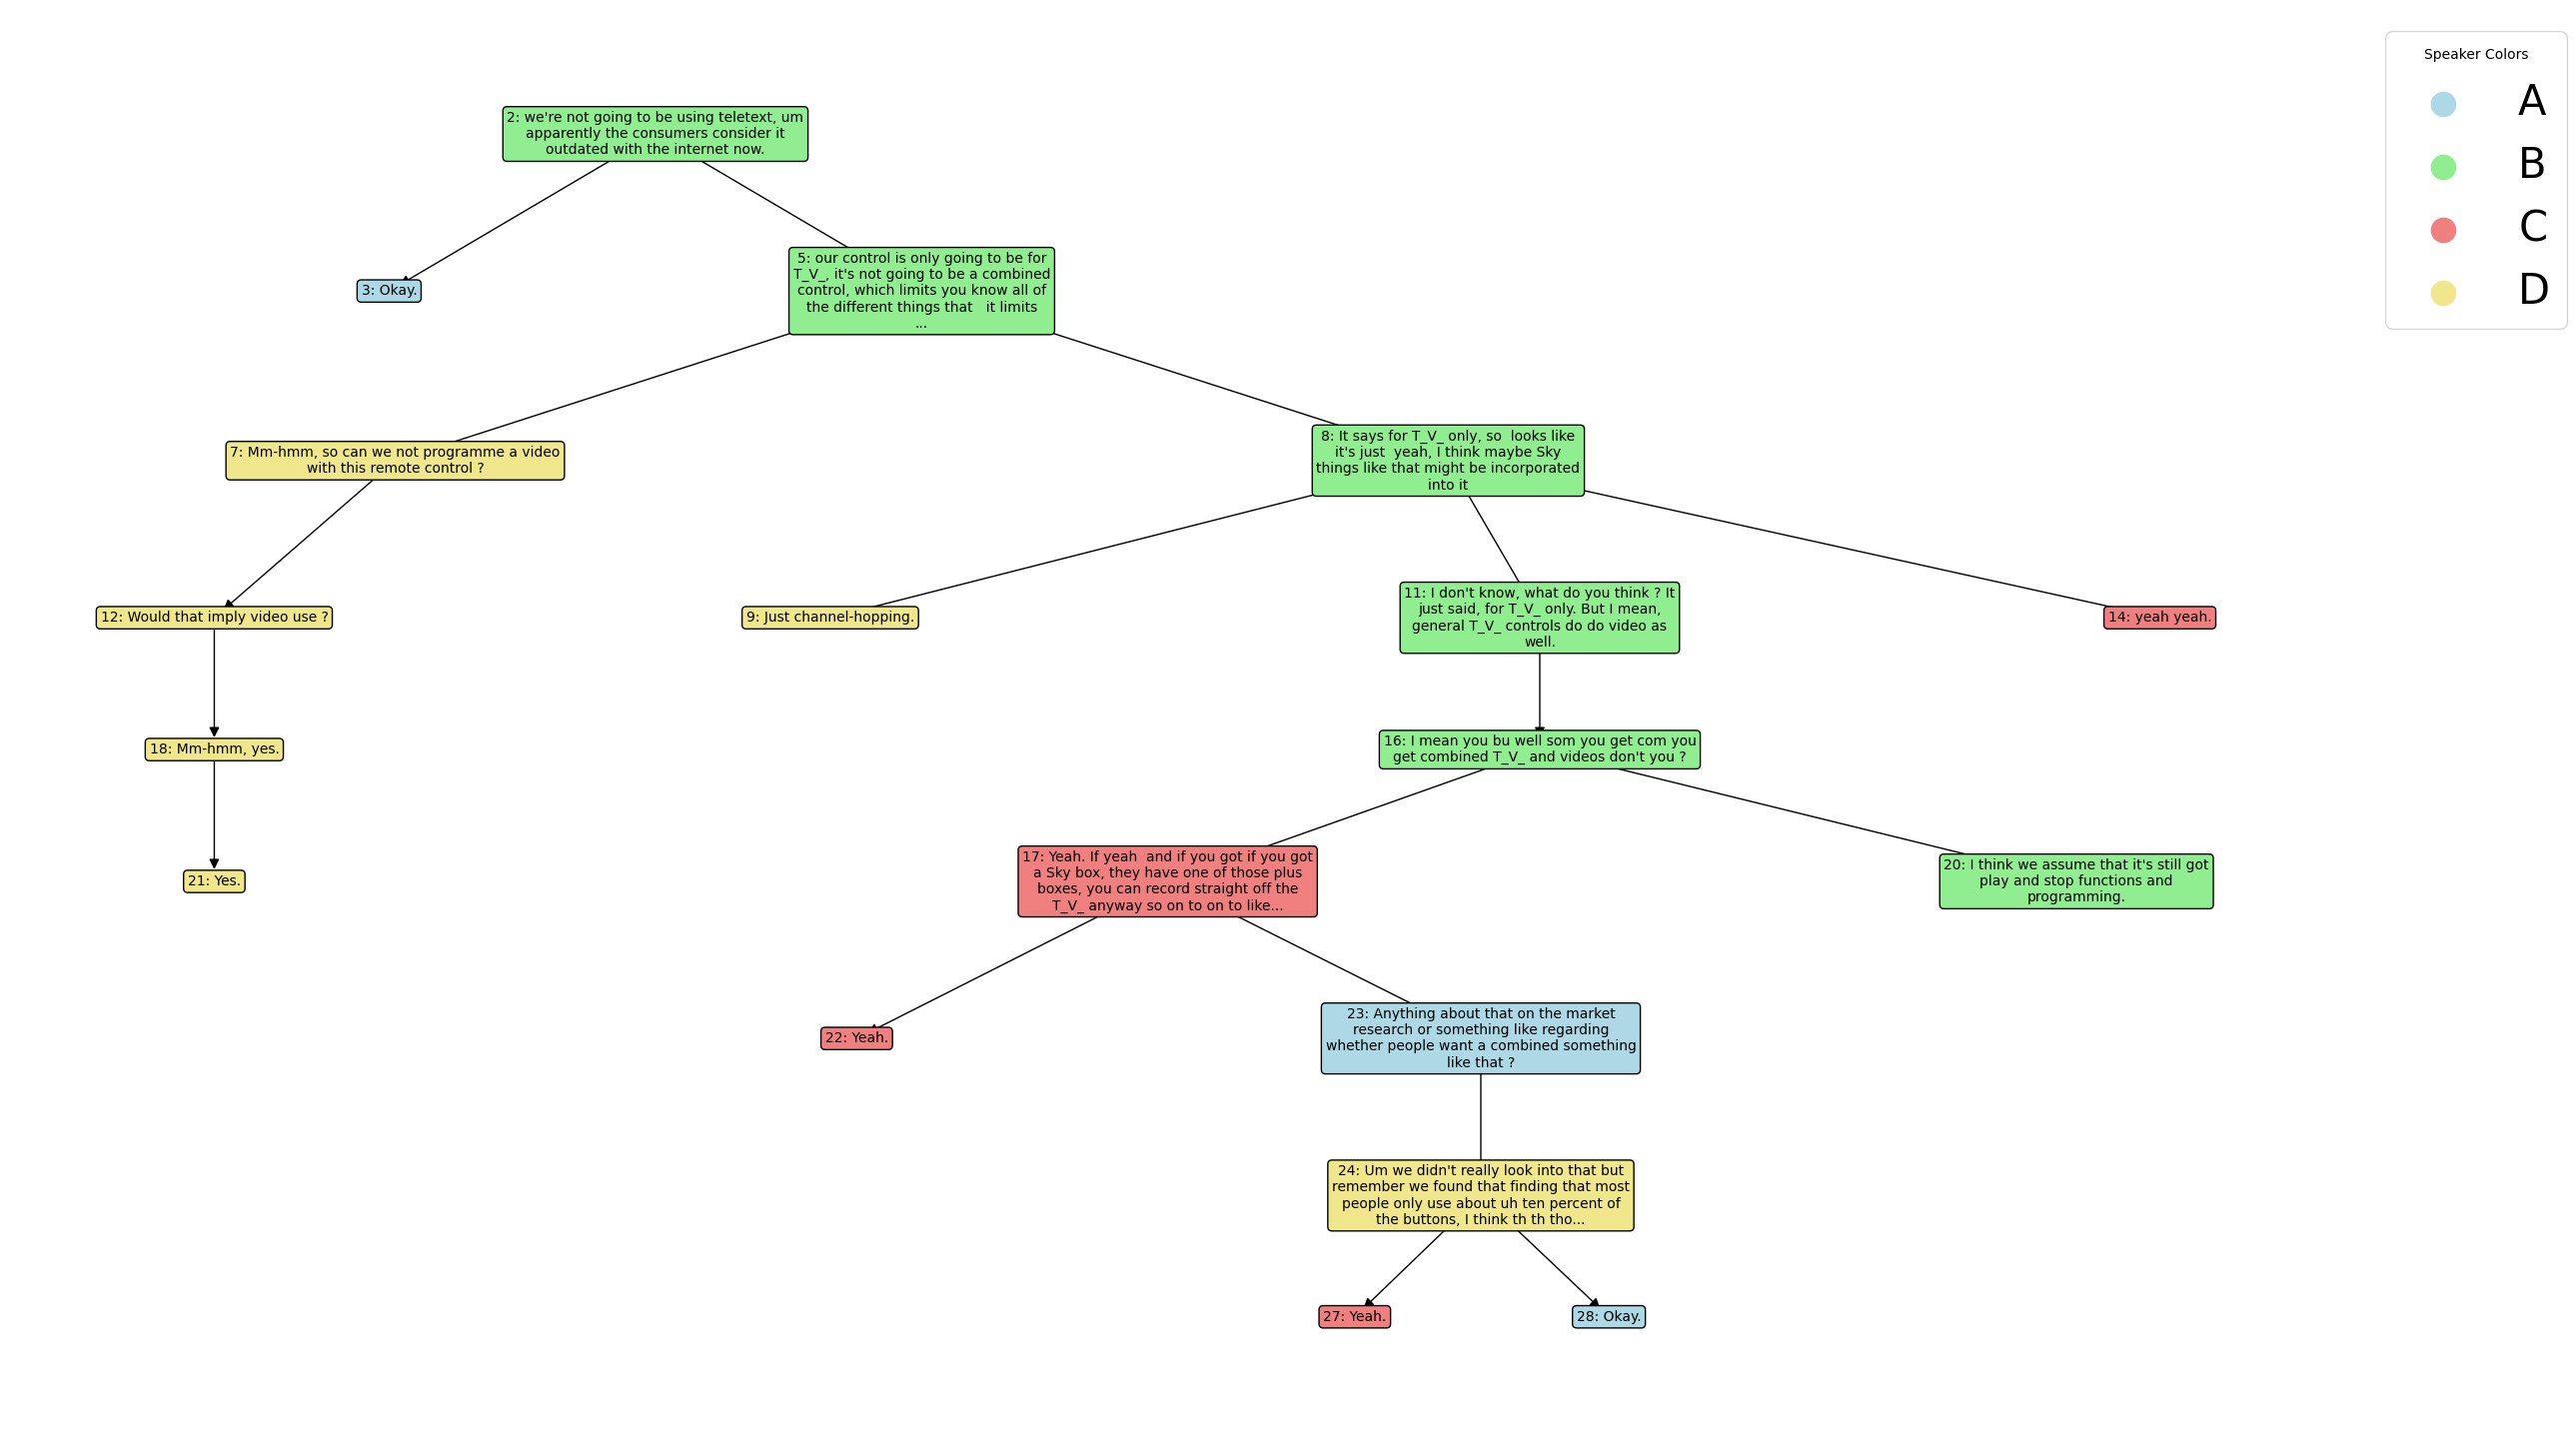 Speaker Colors
A
B
C
D
2: we're not going to be using teletext, um
apparently the consumers consider it
outdated with the internet now.
3: Okay.
5: our control is only going to be for
T_V_, it's not going to be a combined
control, which limits you know all of
the different things that   it limits
...
7: Mm-hmm, so can we not programme a video
with this remote control ?
8: It says for T_V_ only, so  looks like
it's just  yeah, I think maybe Sky
things like that might be incorporated
into it
12: Would that imply video use ?
9: Just channel-hopping.
11: I don't know, what do you think ? It
just said, for T_V_ only. But I mean,
general T_V_ controls do do video as
well.
14: yeah yeah.
18: Mm-hmm, yes.
16: I mean you bu well som you get com you
get combined T_V_ and videos don't you ?
21: Yes.
17: Yeah. If yeah  and if you got if you got
a Sky box, they have one of those plus
boxes, you can record straight off the
T_V_ anyway so on to on to like...
20: I think we assume that it's still got
play and stop functions and
programming.
22: Yeah.
23: Anything about that on the market
research or something like regarding
whether people want a combined something
like that ?
24: Um we didn't really look into that but
remember we found that finding that most
people only use about uh ten percent of
the buttons, I think th th tho...
27: Yeah.
28: Okay.